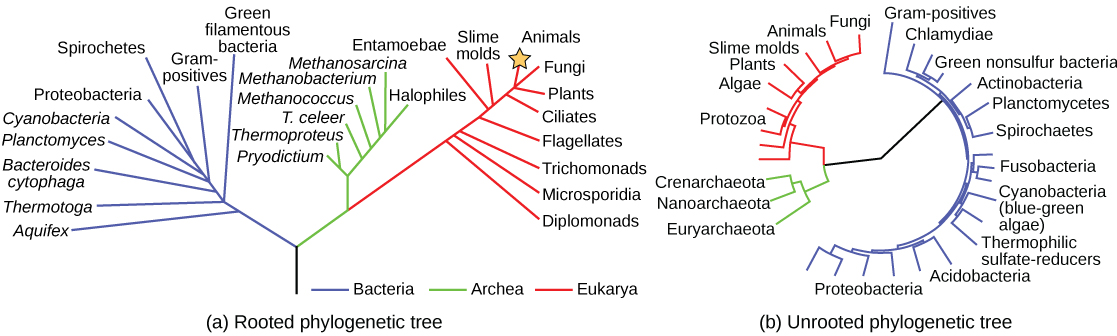 Spirochetes
Green
filamentous
bacteria
Gram-
positives
Proteobacteria
Cyanobacteria
Planctomyces
Bacteroides
cytophaga
Thermotoga
Aquifex
Entamoebae
Slime
molds
Animals
Methanosarcina
Methanobacterium
Methanococcus
Halophiles
T. celeer
Thermoproteus
Pryodictium
Fungi
Plants
Ciliates
Flagellates
Trichomonads
Microsporidia
Diplomonads
Bacteria
Archea
Eukarya
(a) Rooted phylogenetic tree
Fungi
Animals
Slime molds
Plants
Algae
Protozoa
Crenarchaeota
Nanoarchaeota
Euryarchaeota
Gram-positives
Chlamydiae
Green nonsulfur bacteria
Actinobacteria
Planctomycetes
Spirochaetes
Fusobacteria
Cyanobacteria
(blue-green
algae)
Thermophilic
sulfate-reducers
Acidobacteria
Proteobacteria
(b) Unrooted phylogenetic tree